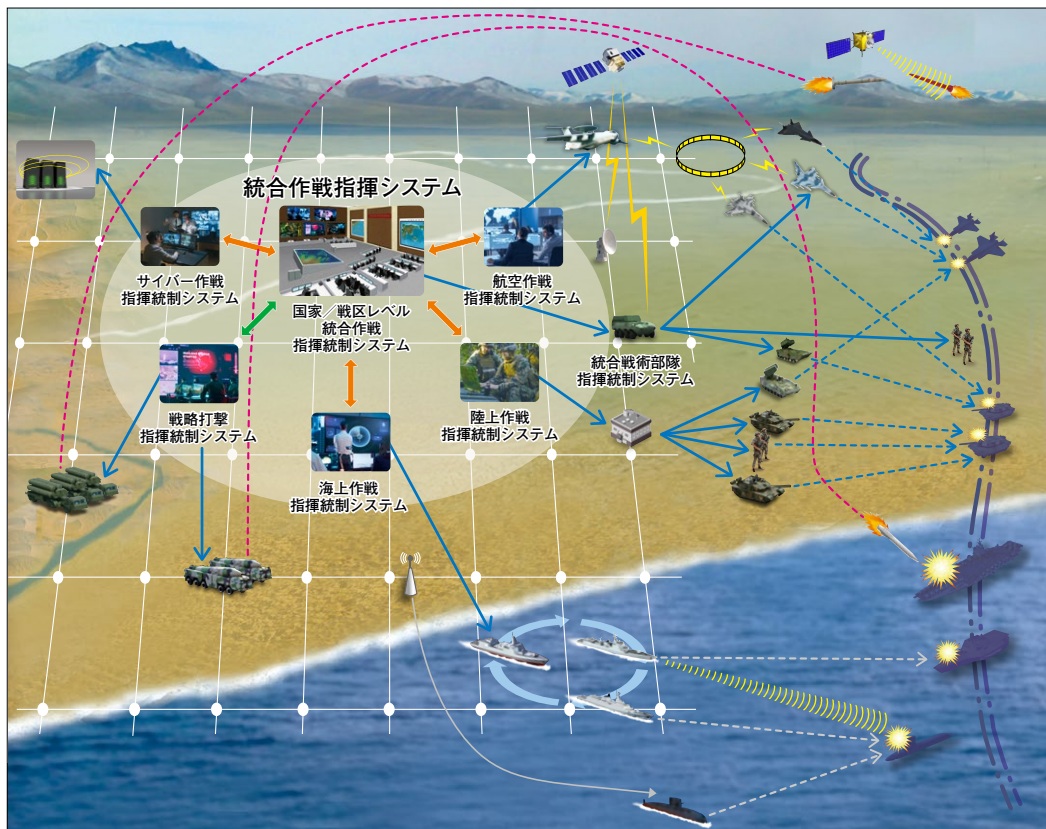 統合作戦指揮システム
サイバー作戦
指揮統制システム
国家／戦区レベル
統合作戦
指揮統制システム
航空作戦
指揮統制システム
統合戦術部隊
指揮統制システム
戦略打撃
指揮統制システム
陸上作戦
指揮統制システム
海上作戦
指揮統制システム